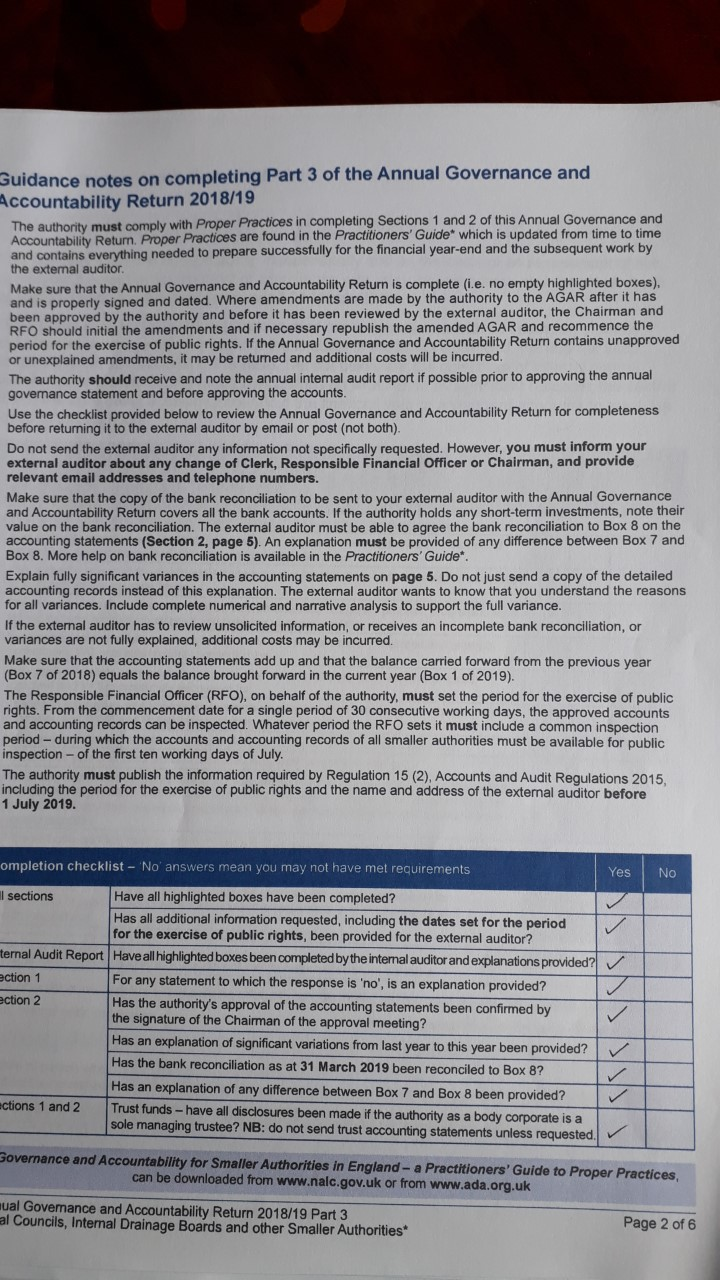 Guidance notes on completing Part 3 of the Annual Governance and
Accountability Return 2018/19
The authority must comply with Proper Practices in completing Sections 1 and 2 of this Annual Governance and
Accountability Return. Proper Practices are found in the Practitioners' Guide* which is updated from time to time
and contains everything needed to prepare successfully for the financial year-end and the subsequent work by
the external auditor.
Make sure that the Annual Governance and Accountability Return is complete (i.e. no empty highlighted boxes),
and is properly signed and dated. Where amendments are made by the authority to the AGAR after it has
been approved by the authority and before it has been reviewed by the external auditor, the Chairman and
RFO should initial the amendments and if necessary republish the amended AGAR and recommence the
period for the exercise of public rights. If the Annual Governance and Accountability Return contains unapproved
or unexplained amendments, it may be returned and additional costs will be incurred.
The authority should receive and note the annual internal audit report if possible prior to approving the annual
governance statement and before approving the accounts.
Use the checklist provided below to review the Annual Governance and Accountability Return for completeness
before returning it to the external auditor by email or post (not both).
Do not send the external auditor any information not specifically requested. However, you must inform your
external auditor about any change of Clerk, Responsible Financial Officer or Chairman, and provide
relevant email addresses and telephone numbers.
Make sure that the copy of the bank reconciliation to be sent to your external auditor with the Annual Governance
and Accountability Return covers all the bank accounts. If the authority holds any short-term investments, note their
value on the bank reconciliation. The external auditor must be able to agree the bank reconciliation to Box 8 on the
accounting statements (Section 2, page 5). An explanation must be provided of any difference between Box 7 and
Box 8. More help on bank reconciliation is available in the Practitioners' Guide*.
Explain fully significant variances in the accounting statements on page 5. Do not just send a copy of the detailed
accounting records instead of this explanation. The external auditor wants to know that you understand the reasons
for all variances. Include complete numerical and narrative analysis to support the full variance.
If the external auditor has to review unsolicited information, or receives an incomplete bank reconciliation, or
variances are not fully explained, additional costs may be incurred.
Make sure that the accounting statements add up and that the balance carried forward from the previous year
(Box 7 of 2018) equals the balance brought forward in the current year (Box 1 of 2019).
The Responsible Financial Officer (RFO), on behalf of the authority, must set the period for the exercise of public
rights. From the commencement date for a single period of 30 consecutive working days, the approved accounts
and accounting records can be inspected. Whatever period the RFO sets it must include a common inspection
period – during which the accounts and accounting records of all smaller authorities must be available for public
inspection – of the first ten working days of July.
The authority must publish the information required by Regulation 15 (2), Accounts and Audit Regulations 2015,
including the period for the exercise of public rights and the name and address of the external auditor before
1 July 2019.
ompletion checklist – 'No' answers mean you may not have met requirements Yes No
ll sections Have all highlighted boxes have been completed? ✓
Has all additional information requested, including the dates set for the period
for the exercise of public rights, been provided for the external auditor? ✓
ternal Audit Report Have all highlighted boxes been completed by the internal auditor and explanations provided? ✓
ection 1 For any statement to which the response is 'no', is an explanation provided? ✓
ection 2 Has the authority's approval of the accounting statements been confirmed by
the signature of the Chairman of the approval meeting? ✓
Has an explanation of significant variations from last year to this year been provided? ✓
Has the bank reconciliation as at 31 March 2019 been reconciled to Box 8? ✓
Has an explanation of any difference between Box 7 and Box 8 been provided? ✓
ections 1 and 2 Trust funds – have all disclosures been made if the authority as a body corporate is a
sole managing trustee? NB: do not send trust accounting statements unless requested. ✓
Governance and Accountability for Smaller Authorities in England – a Practitioners' Guide to Proper Practices,
can be downloaded from www.nalc.gov.uk or from www.ada.org.uk
ual Governance and Accountability Return 2018/19 Part 3
al Councils, Internal Drainage Boards and other Smaller Authorities*
Page 2 of 6